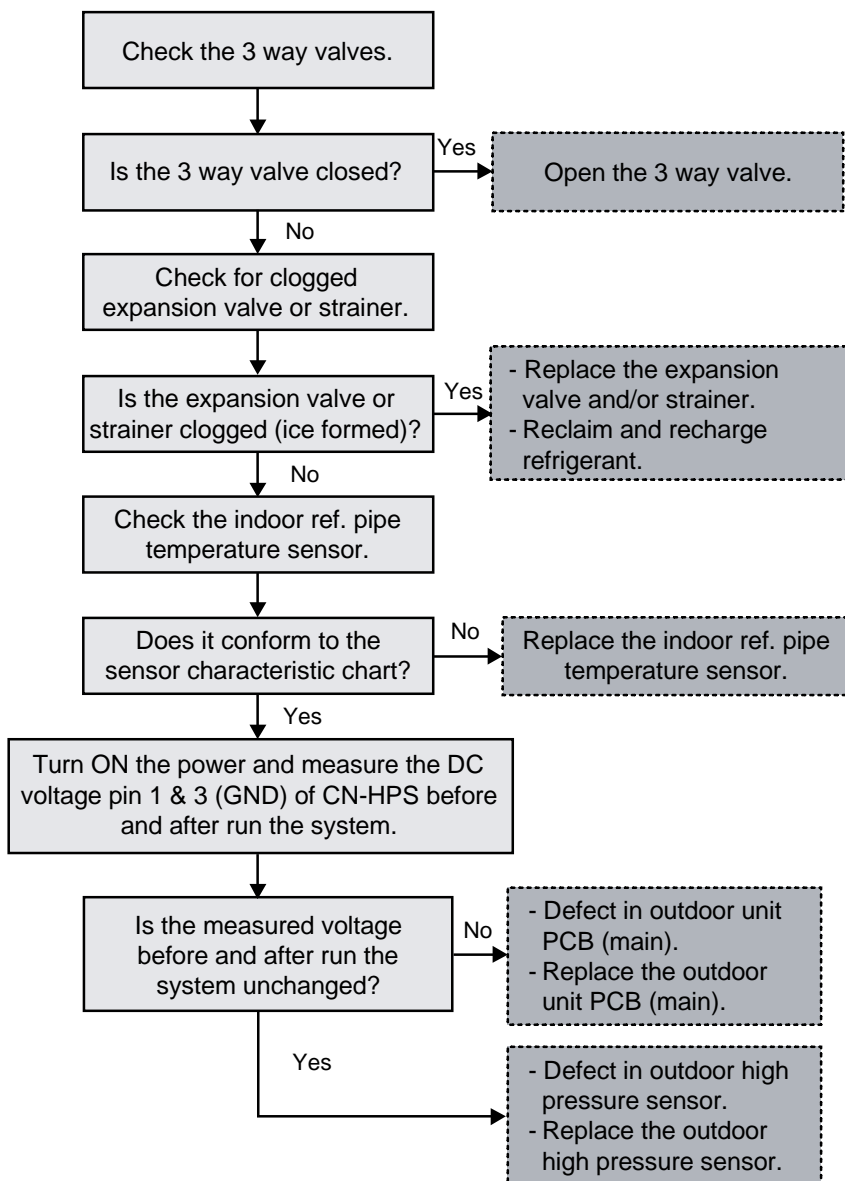 Check the 3 way valves.
Is the 3 way valve closed?
Yes
Open the 3 way valve.
No
Check for clogged
expansion valve or strainer.
Is the expansion valve or
strainer clogged (ice formed)?
Yes
- Replace the expansion
valve and/or strainer.
- Reclaim and recharge
refrigerant.
No
Check the indoor ref. pipe
temperature sensor.
Does it conform to the
sensor characteristic chart?
No
Replace the indoor ref. pipe
temperature sensor.
Yes
Turn ON the power and measure the DC
voltage pin 1 & 3 (GND) of CN-HPS before
and after run the system.
Is the measured voltage
before and after run the
system unchanged?
No
- Defect in outdoor unit
PCB (main).
- Replace the outdoor
unit PCB (main).
Yes
- Defect in outdoor high
pressure sensor.
- Replace the outdoor
high pressure sensor.